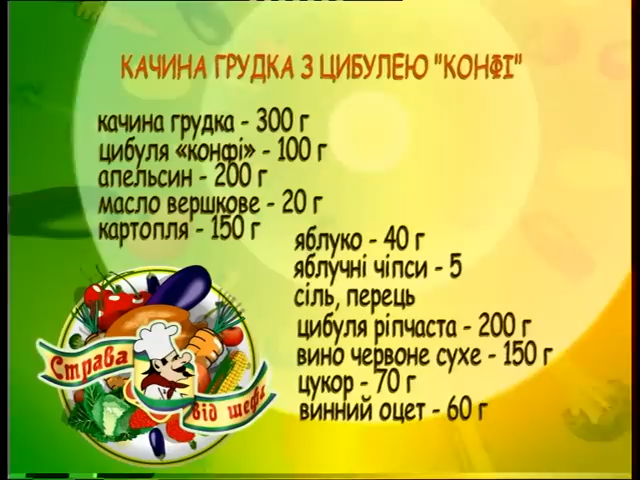 КАЧИНА ГРУДКА З ЦИБУЛЕЮ "КОНФІ"
качина грудка - 300 г
цибуля «конфі» - 100 г
апельсин - 200 г
масло вершкове - 20 г
картопля - 150 г
яблуко - 40 г
яблучні чіпси - 5
сіль, перець
цибуля ріпчаста - 200 г
вино червоне сухе - 150 г
цукор - 70 г
винний оцет - 60 г
Страва
від шефа